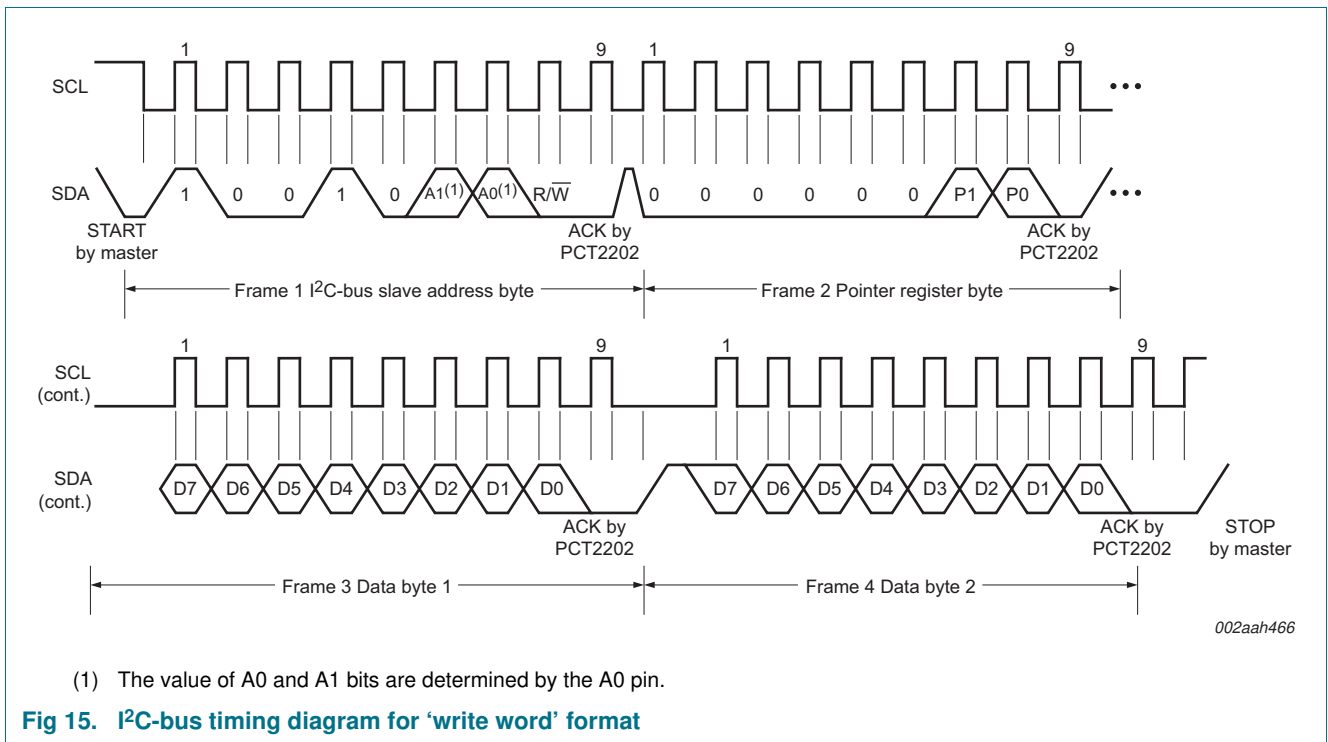 1 9 1 9
SCL •••
SDA 1 0 0 1 0 A1(1) A0(1) R/W̅ 0 0 0 0 0 0 P1 P0 •••
START by master ACK by PCT2202 ACK by PCT2202
Frame 1 I²C-bus slave address byte Frame 2 Pointer register byte
1 9 1 9
SCL (cont.)
SDA (cont.) D7 D6 D5 D4 D3 D2 D1 D0 D7 D6 D5 D4 D3 D2 D1 D0
ACK by PCT2202 ACK by PCT2202 STOP by master
Frame 3 Data byte 1 Frame 4 Data byte 2
002aah466
(1) The value of A0 and A1 bits are determined by the A0 pin.
Fig 15. I²C-bus timing diagram for ‘write word’ format